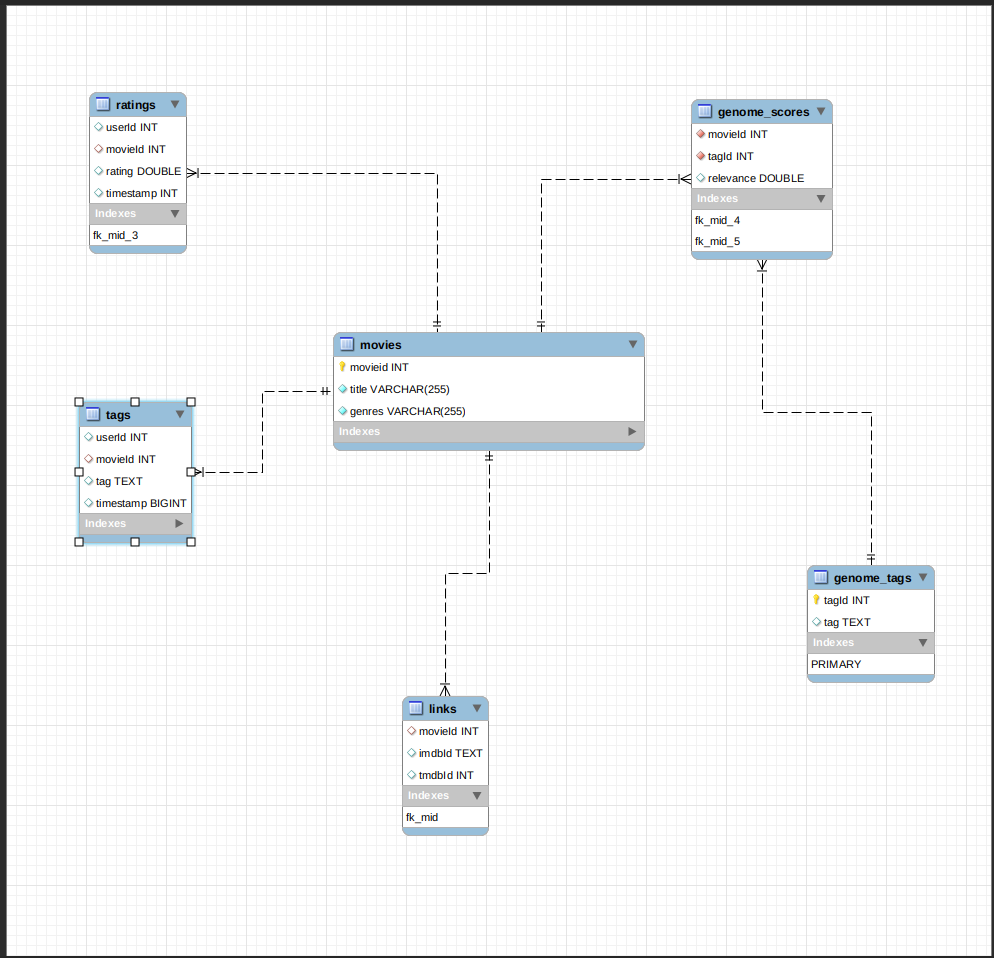 ratings
userId INT
movieId INT
rating DOUBLE
timestamp INT
Indexes
fk_mid_3
genome_scores
movieId INT
tagId INT
relevance DOUBLE
Indexes
fk_mid_4
fk_mid_5
movies
movieid INT
title VARCHAR(255)
genres VARCHAR(255)
Indexes
tags
userId INT
movieId INT
tag TEXT
timestamp BIGINT
Indexes
genome_tags
tagId INT
tag TEXT
Indexes
PRIMARY
links
movieId INT
imdbId TEXT
tmdbId INT
Indexes
fk_mid